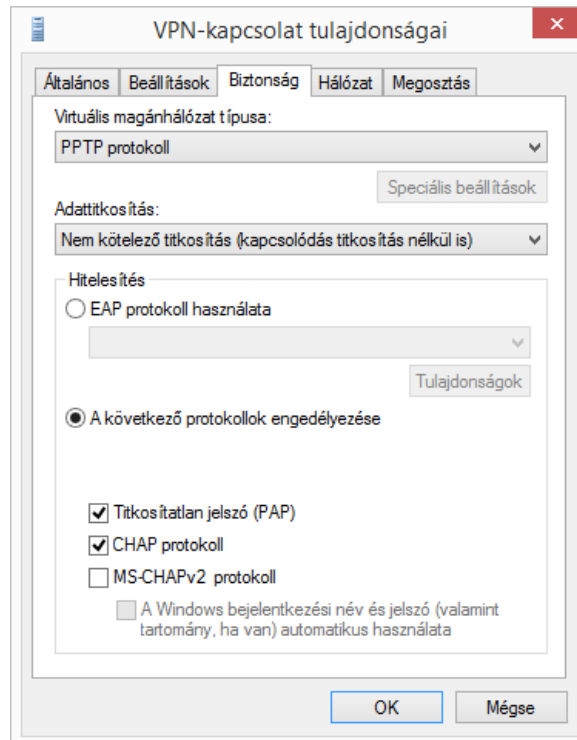 VPN-kapcsolat tulajdonságai
Általános Beállítások Biztonság Hálózat Megosztás
Virtuális magánhálózat típusa:
PPTP protokoll
Speciális beállítások
Adattitkosítás:
Nem kötelező titkosítás (kapcsolódás titkosítás nélkül is)
Hitelesítés
EAP protokoll használata
Tulajdonságok
A következő protokollok engedélyezése
Titkosítatlan jelszó (PAP)
CHAP protokoll
MS-CHAPv2 protokoll
A Windows bejelentkezési név és jelszó (valamint
tartomány, ha van) automatikus használata
OK Mégse